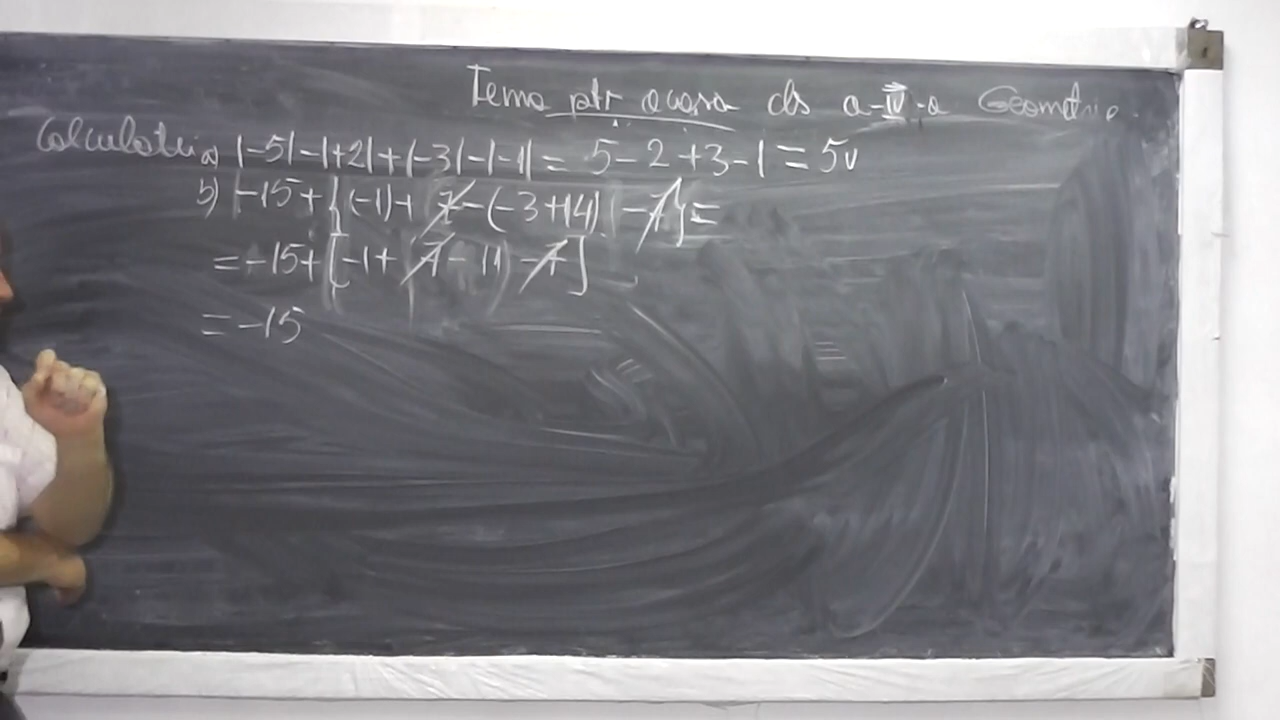 Tema ptr acasa cls a-IV-a Geometrie.
Calculati: a) |-5|-|+2|+|-3|-|-1| = 5-2+3-1 = 5v
b) -15+{(-1)+ 7-(-3+14) -7}=
= -15+[-1+ 7- 11 -7]
= -15